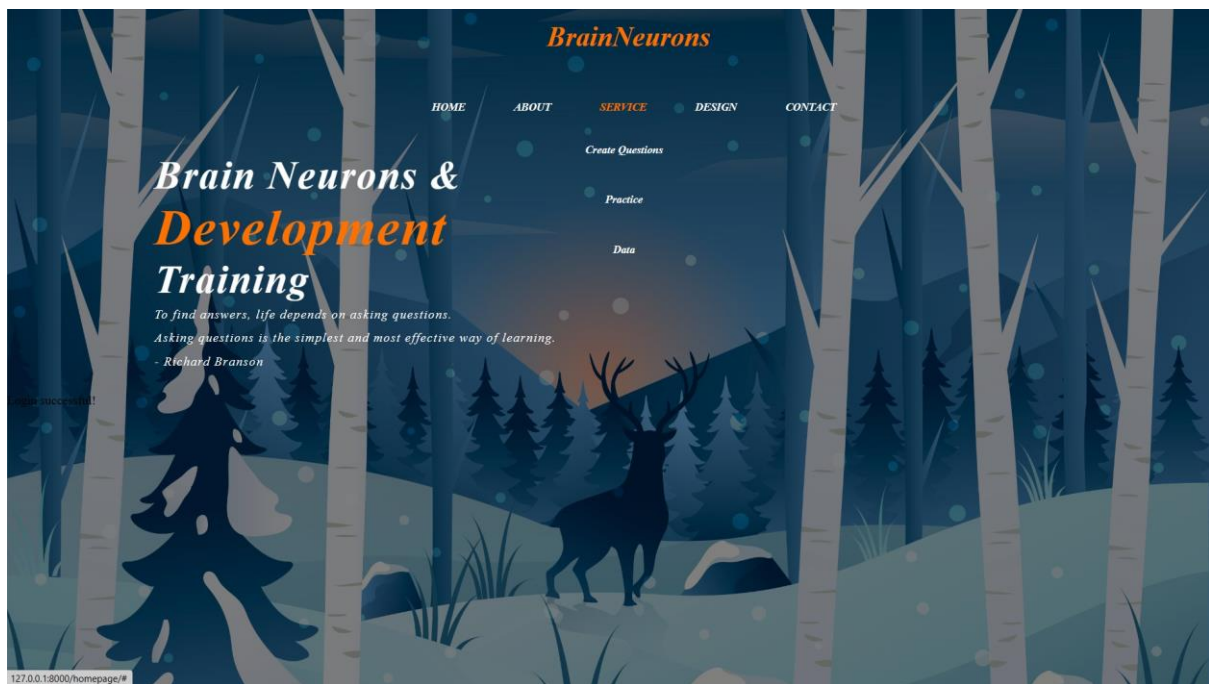 BrainNeurons
HOME ABOUT SERVICE DESIGN CONTACT
Create Questions
Practice
Data
Brain Neurons &
Development
Training
To find answers, life depends on asking questions.
Asking questions is the simplest and most effective way of learning.
- Richard Branson
Login successful!
127.0.0.1:8000/homepage/#